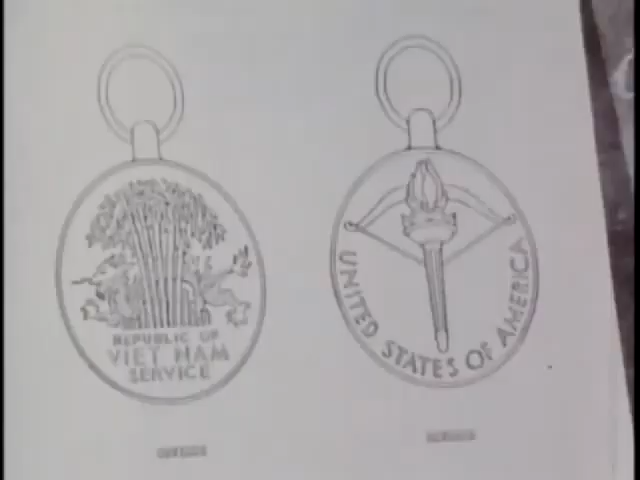 REPUBLIC OF
VIET NAM
SERVICE
UNITED STATES OF AMERICA